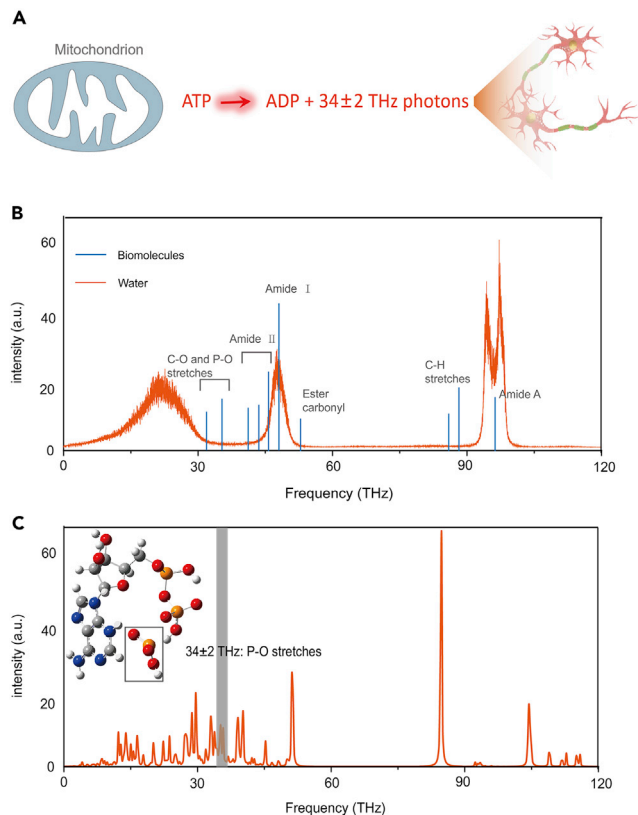 A
Mitochondrion
ATP → ADP + 34±2 THz photons
B
intensity (a.u.)
60
40
20
0
Biomolecules
Water
C-O and P-O
stretches
Amide II
Amide I
Ester
carbonyl
C-H
stretches
Amide A
0 30 60 90 120
Frequency (THz)
C
intensity (a.u.)
60
40
20
0
34±2 THz: P-O stretches
0 30 60 90 120
Frequency (THz)